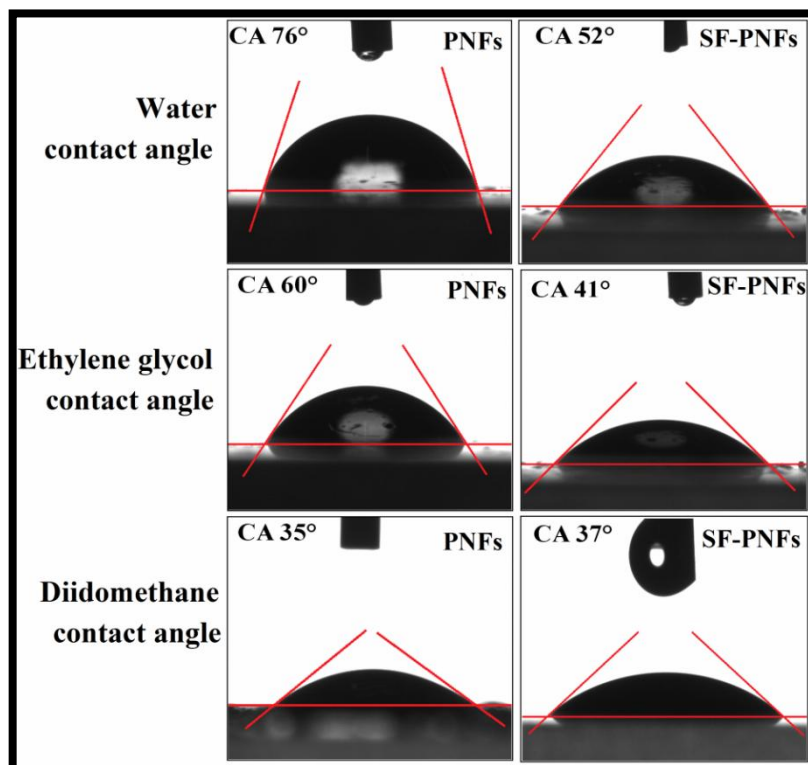 Water
contact angle
CA 76°
PNFs
CA 52°
SF-PNFs
Ethylene glycol
contact angle
CA 60°
PNFs
CA 41°
SF-PNFs
Diidomethane
contact angle
CA 35°
PNFs
CA 37°
SF-PNFs